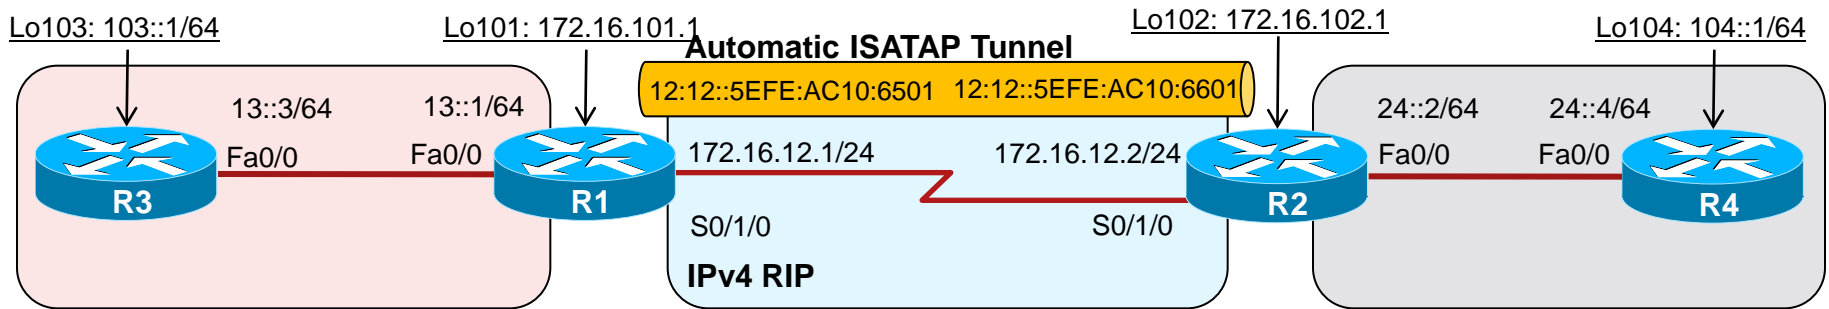 Lo103: 103::1/64
Lo101: 172.16.101.1
Automatic ISATAP Tunnel
Lo102: 172.16.102.1
Lo104: 104::1/64
12:12::5EFE:AC10:6501
12:12::5EFE:AC10:6601
13::3/64
13::1/64
24::2/64
24::4/64
Fa0/0
Fa0/0
172.16.12.1/24
172.16.12.2/24
Fa0/0
Fa0/0
R3
R1
R2
R4
S0/1/0
S0/1/0
IPv4 RIP